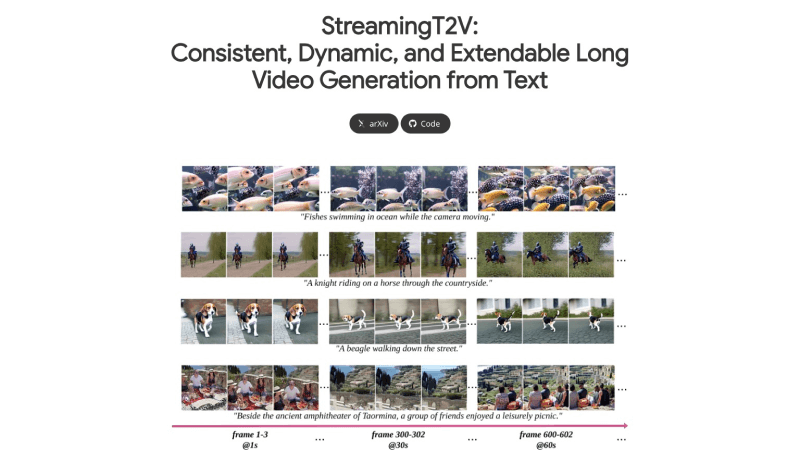 StreamingT2V:
Consistent, Dynamic, and Extendable Long
Video Generation from Text
arXiv Code
... ... ...
"Fishes swimming in ocean while the camera moving."
... ... ...
"A knight riding on a horse through the countryside."
... ... ...
"A beagle walking down the street."
... ... ...
"Beside the ancient amphitheater of Taormina, a group of friends enjoyed a leisurely picnic."
frame 1-3 ... frame 300-302 ... frame 600-602 ...
@1s @30s @60s